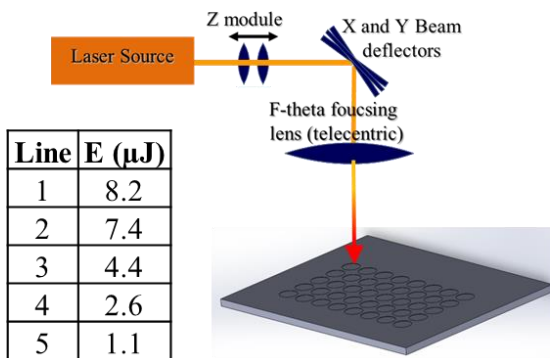 Z module
X and Y Beam
deflectors
Laser Source
F-theta foucsing
lens (telecentric)
Line E (μJ)
1 8.2
2 7.4
3 4.4
4 2.6
5 1.1